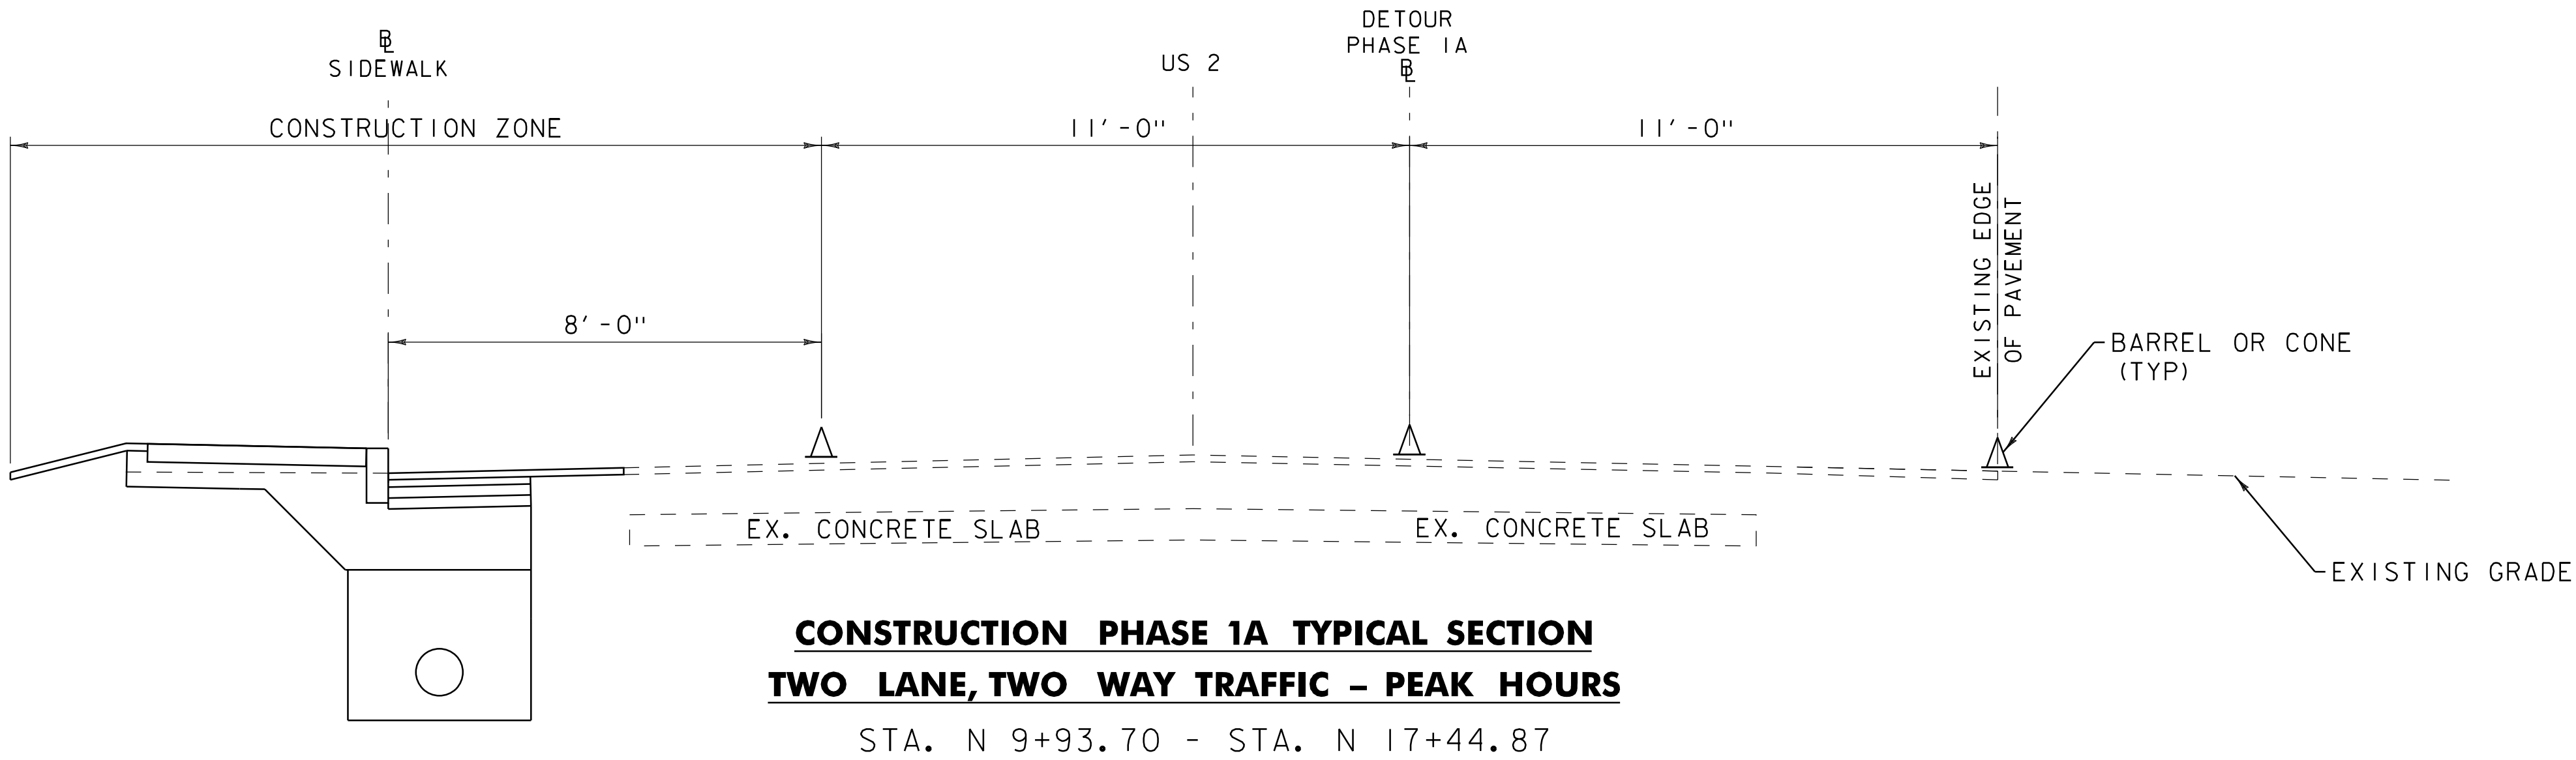 DETOUR
PHASE 1A
BL
BL
SIDEWALK
US 2
CONSTRUCTION ZONE
11'-0"
11'-0"
EXISTING EDGE
OF PAVEMENT
8'-0"
BARREL OR CONE
(TYP)
EX. CONCRETE SLAB
EX. CONCRETE SLAB
EXISTING GRADE
CONSTRUCTION PHASE 1A TYPICAL SECTION
TWO LANE, TWO WAY TRAFFIC – PEAK HOURS
STA. N 9+93.70 - STA. N 17+44.87